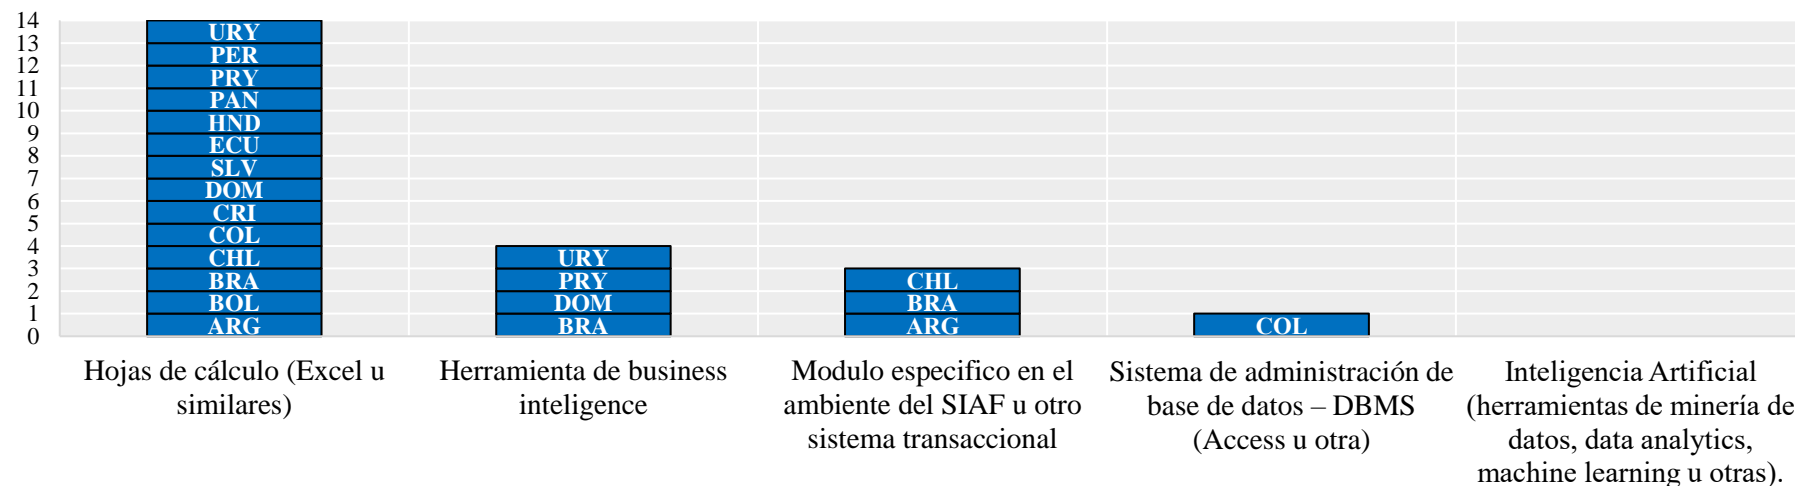 14
13
12
11
10
9
8
7
6
5
4
3
2
1
0
URY
PER
PRY
PAN
HND
ECU
SLV
DOM
CRI
COL
CHL
BRA
BOL
ARG
URY
PRY
DOM
BRA
CHL
BRA
ARG
COL
Hojas de cálculo (Excel u
similares)
Herramienta de business
inteligence
Modulo especifico en el
ambiente del SIAF u otro
sistema transaccional
Sistema de administración de
base de datos – DBMS
(Access u otra)
Inteligencia Artificial
(herramientas de minería de
datos, data analytics,
machine learning u otras).